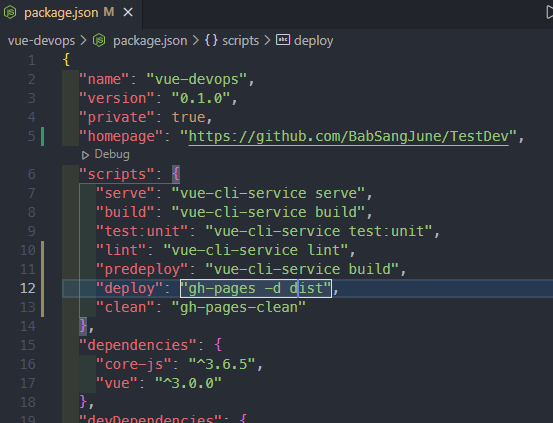 package.json M ×
vue-devops > package.json > {} scripts > abc deploy
1 {
2 "name": "vue-devops",
3 "version": "0.1.0",
4 "private": true,
5 "homepage": "https://github.com/BabSangJune/TestDev",
Debug
6 "scripts": {
7 "serve": "vue-cli-service serve",
8 "build": "vue-cli-service build",
9 "test:unit": "vue-cli-service test:unit",
10 "lint": "vue-cli-service lint",
11 "predeploy": "vue-cli-service build",
12 "deploy": "gh-pages -d dist",
13 "clean": "gh-pages-clean"
14 },
15 "dependencies": {
16 "core-js": "^3.6.5",
17 "vue": "^3.0.0"
18 },
19 "devDependencies": {